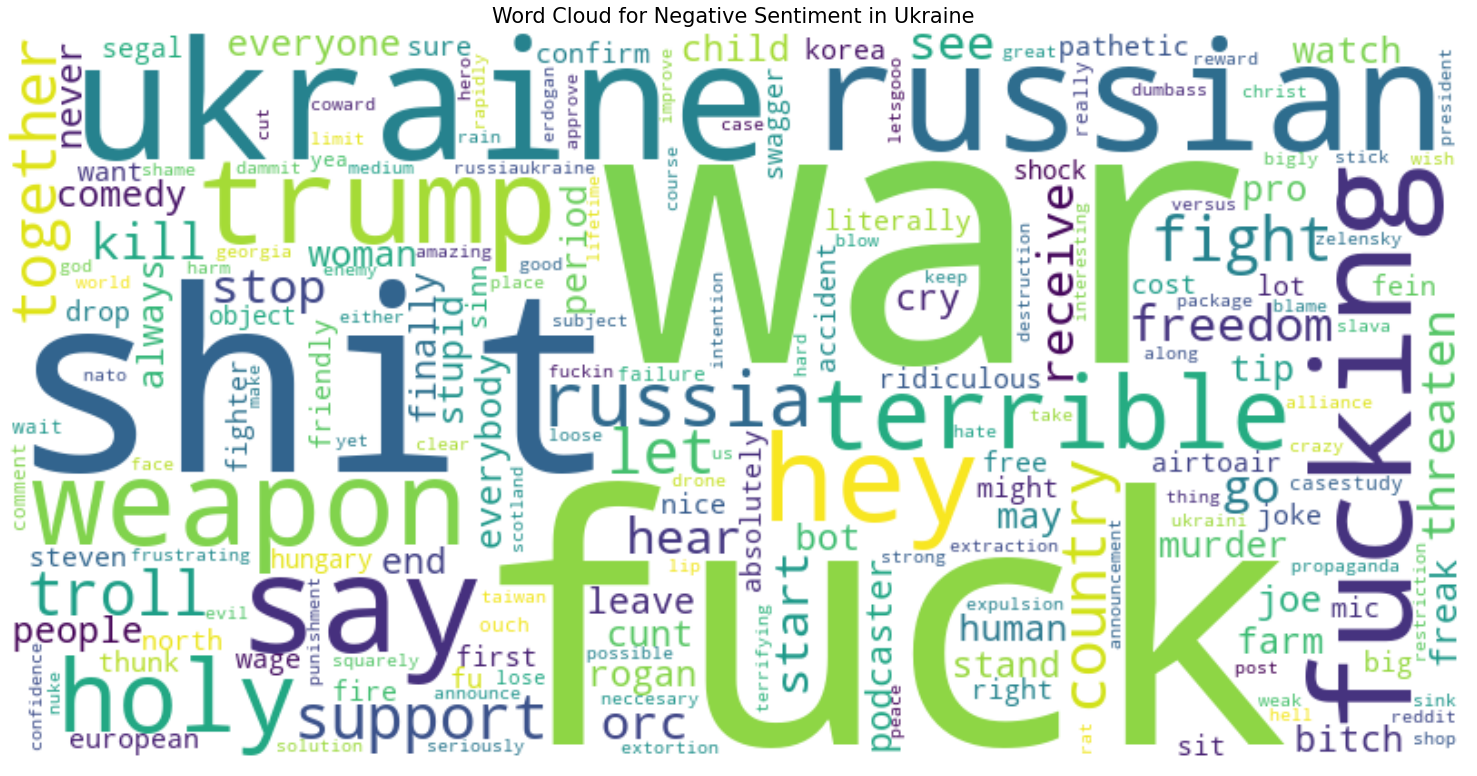 Word Cloud for Negative Sentiment in Ukraine
segal everyone sure confirm child korea see great pathetic reward watch
together never ukraine russian president
cut coward limit rain hero rapidly erdogan approve improve case swagger letsgooo really dumbass christ
want shame yea dammit medium russiaukraine course shock bigly stick wish
comedy trump war receive pro versus fucking
kill georgia woman amazing period lifetime literally fight zelensky
god world harm enemy good blow keep interesting
always stop place cry destruction cost package lot blame fein
drop object either finally sinn subject intention accident freedom slava threaten
shit friendly stupid hard along
nato fighter make fuckin failure ridiculous tip
russia terrible take alliance
wait yet clear everybody loose let us hate crazy
comment face hey free airtoair
weapon scotland drone nice absolutely might country thing go casestudy
hear may ukraini joke
steven frustrating hungary end lip bot strong extraction murder propaganda restriction freak
troll evil say fuck taiwan leave start podcaster expulsion announcement joe mic
people north punishment ouch cunt human farm
thunk wage squarely first possible terrifying stand post big
confidence nuke holy fire fu lose rogan neccesary right weak sink
support announce orc peace rat hell reddit
european solution seriously extortion sit bitch shop